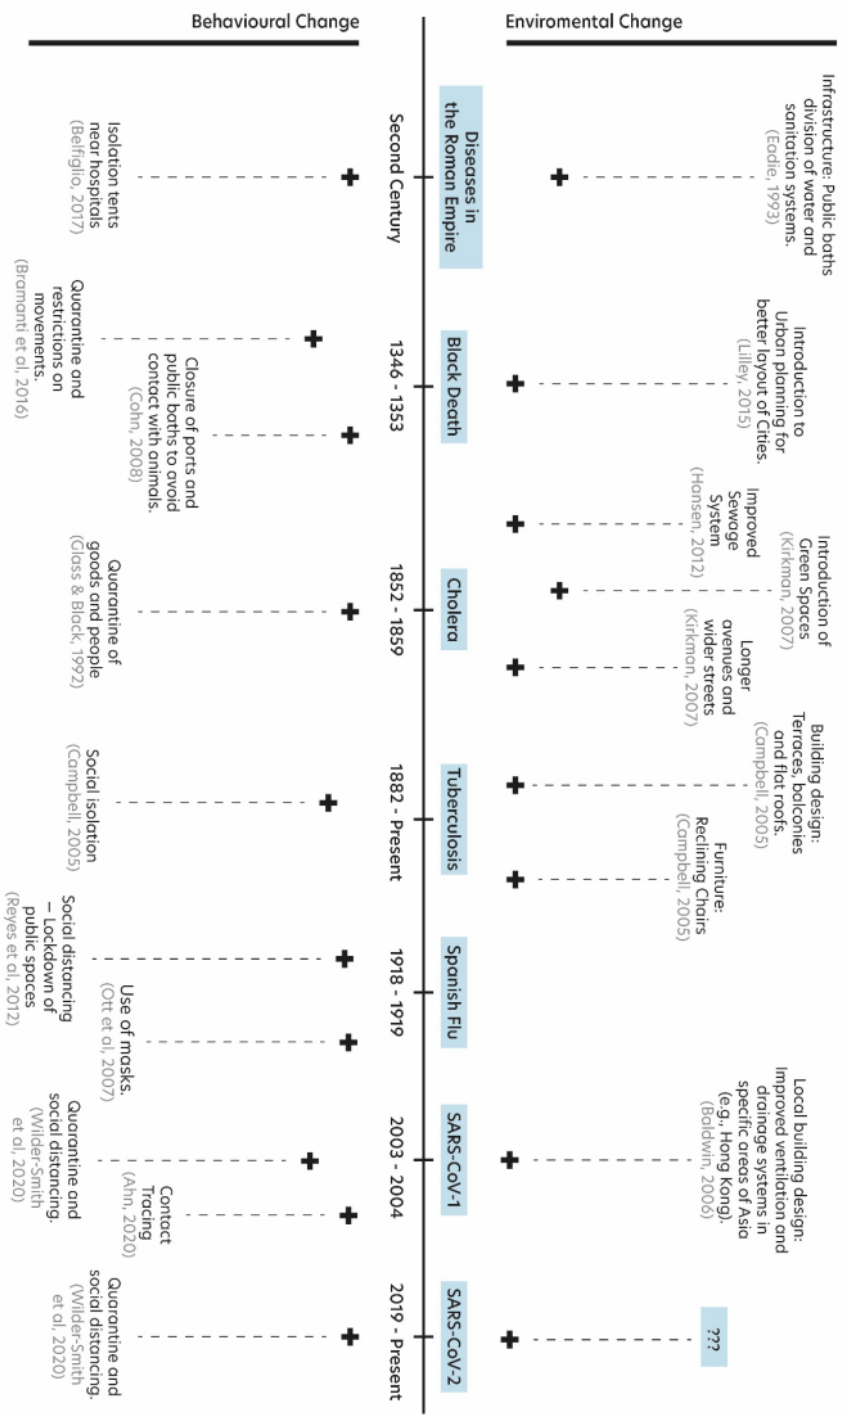 Behavioural Change
Enviromental Change
Infrastructure: Public baths
division of water and
sanitation systems.
(Eadie, 1993)
Diseases in
the Roman Empire
Second Century
Isolation tents
near hospitals
(Belfiglio, 2017)
Introduction to
Urban planning for
better layout of Cities.
(Lilley, 2015)
Black Death
1346 - 1353
Quarantine and
restrictions on
movements.
(Bramanti et al, 2016)
Closure of ports and
public baths to avoid
contact with animals.
(Cohn, 2008)
Improved
Sewage
System
(Hansen, 2012)
Introduction of
Green Spaces
(Kirkman, 2007)
Longer
avenues and
wider streets
(Kirkman, 2007)
Cholera
1852 - 1859
Quarantine of
goods and people
(Glass & Black, 1992)
Building design:
Terraces, balconies
and flat roofs.
(Campbell, 2005)
Furniture:
Reclining Chairs
(Campbell, 2005)
Tuberculosis
1882 - Present
Social isolation
(Campbell, 2005)
Spanish Flu
1918 - 1919
Social distancing
– Lockdown of
public spaces
(Reyes et al, 2012)
Use of masks.
(Ott et al, 2007)
Local building design:
Improved ventilation and
drainage systems in
specific areas of Asia
(e.g., Hong Kong).
(Baldwin, 2006)
SARS-CoV-1
2003 - 2004
Quarantine and
social distancing.
(Wilder-Smith
et al, 2020)
Contact
Tracing
(Ahn, 2020)
???
SARS-CoV-2
2019 - Present
Quarantine and
social distancing.
(Wilder-Smith
et al, 2020)